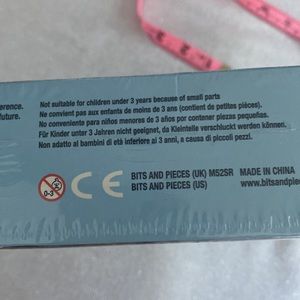 erence.
future.
Not suitable for children under 3 years because of small parts
Ne convient pas aux enfants de moins de 3 ans (contient de petites pièces).
No conveniente para niños menores de 3 años por contener piezas pequeñas.
Für Kinder unter 3 Jahren nicht geeignet, da Kleinteile verschluckt werden können.
Non adatto al bambini di età inferiore ai 3 anni, a causa di piccoli pezzi.
0-3
CE
BITS AND PIECES (UK) M52SR MADE IN CHINA
BITS AND PIECES (US) www.bitsandpie